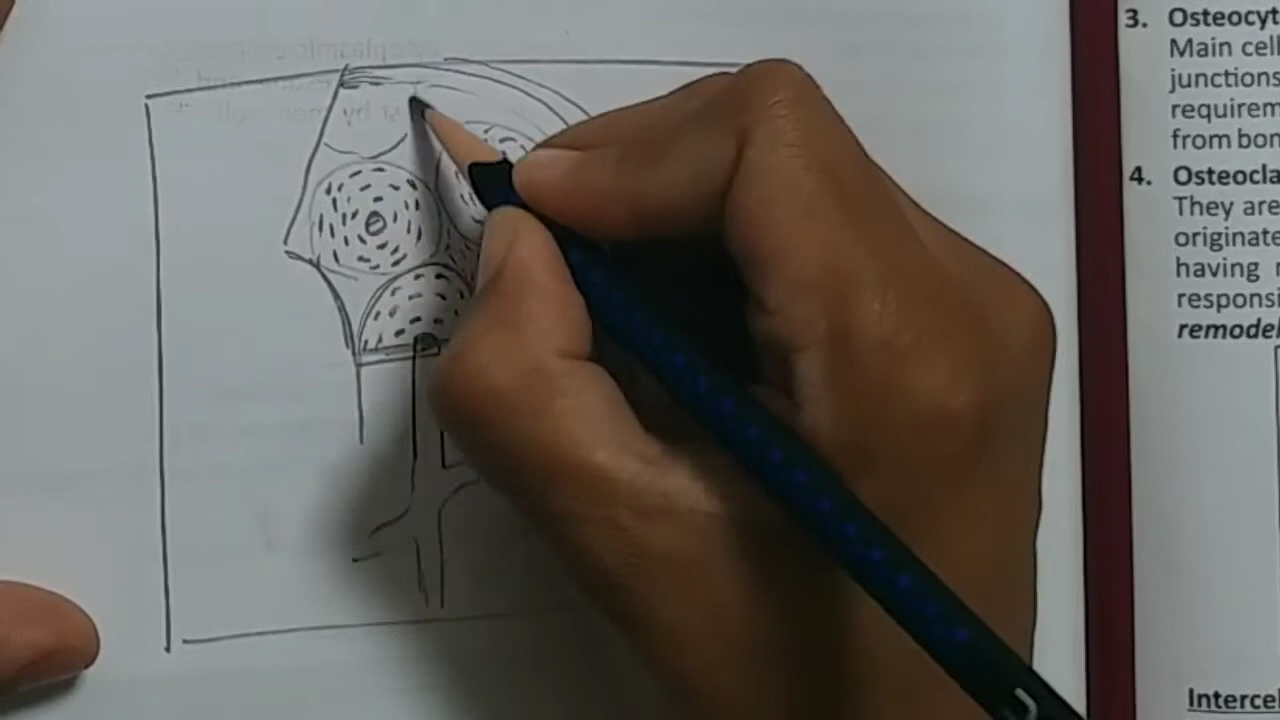 3. Osteocyt
Main cell
junctions
requirem
from bon
4. Osteocla
They are
originate
having
responsi
remodel
Intercel